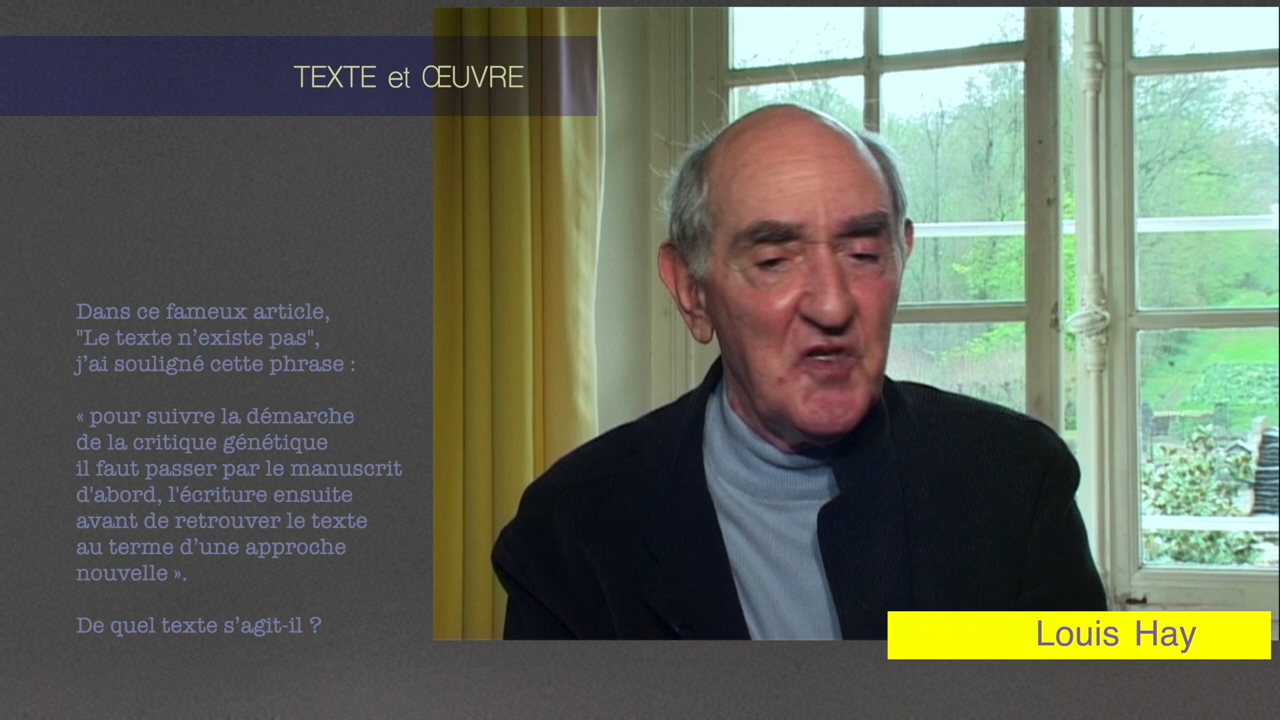 TEXTE et ŒUVRE
Dans ce fameux article,
"Le texte n’existe pas",
j’ai souligné cette phrase :
« pour suivre la démarche
de la critique génétique
il faut passer par le manuscrit
d'abord, l'écriture ensuite
avant de retrouver le texte
au terme d’une approche
nouvelle ».
De quel texte s’agit-il ?
Louis Hay